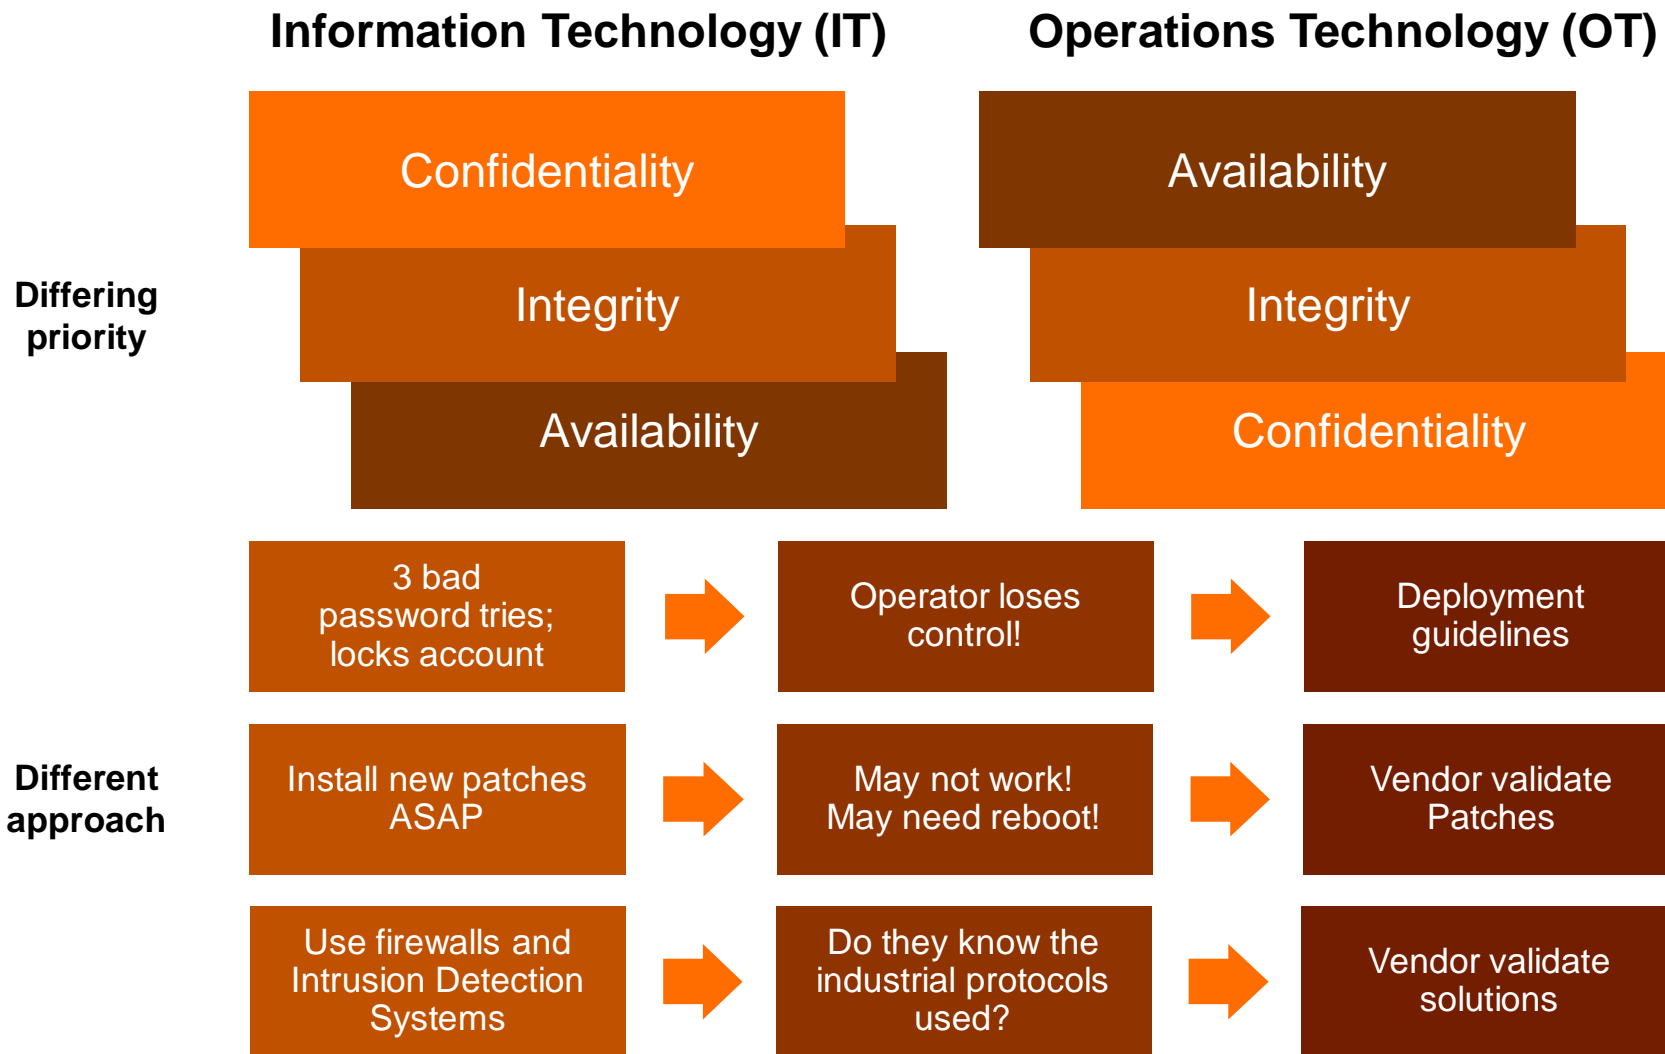 Information Technology (IT)
Operations Technology (OT)
Differing
priority
Confidentiality
Integrity
Availability
Availability
Integrity
Confidentiality
Different
approach
3 bad
password tries;
locks account
Operator loses
control!
Deployment
guidelines
Install new patches
ASAP
May not work!
May need reboot!
Vendor validate
Patches
Use firewalls and
Intrusion Detection
Systems
Do they know the
industrial protocols
used?
Vendor validate
solutions